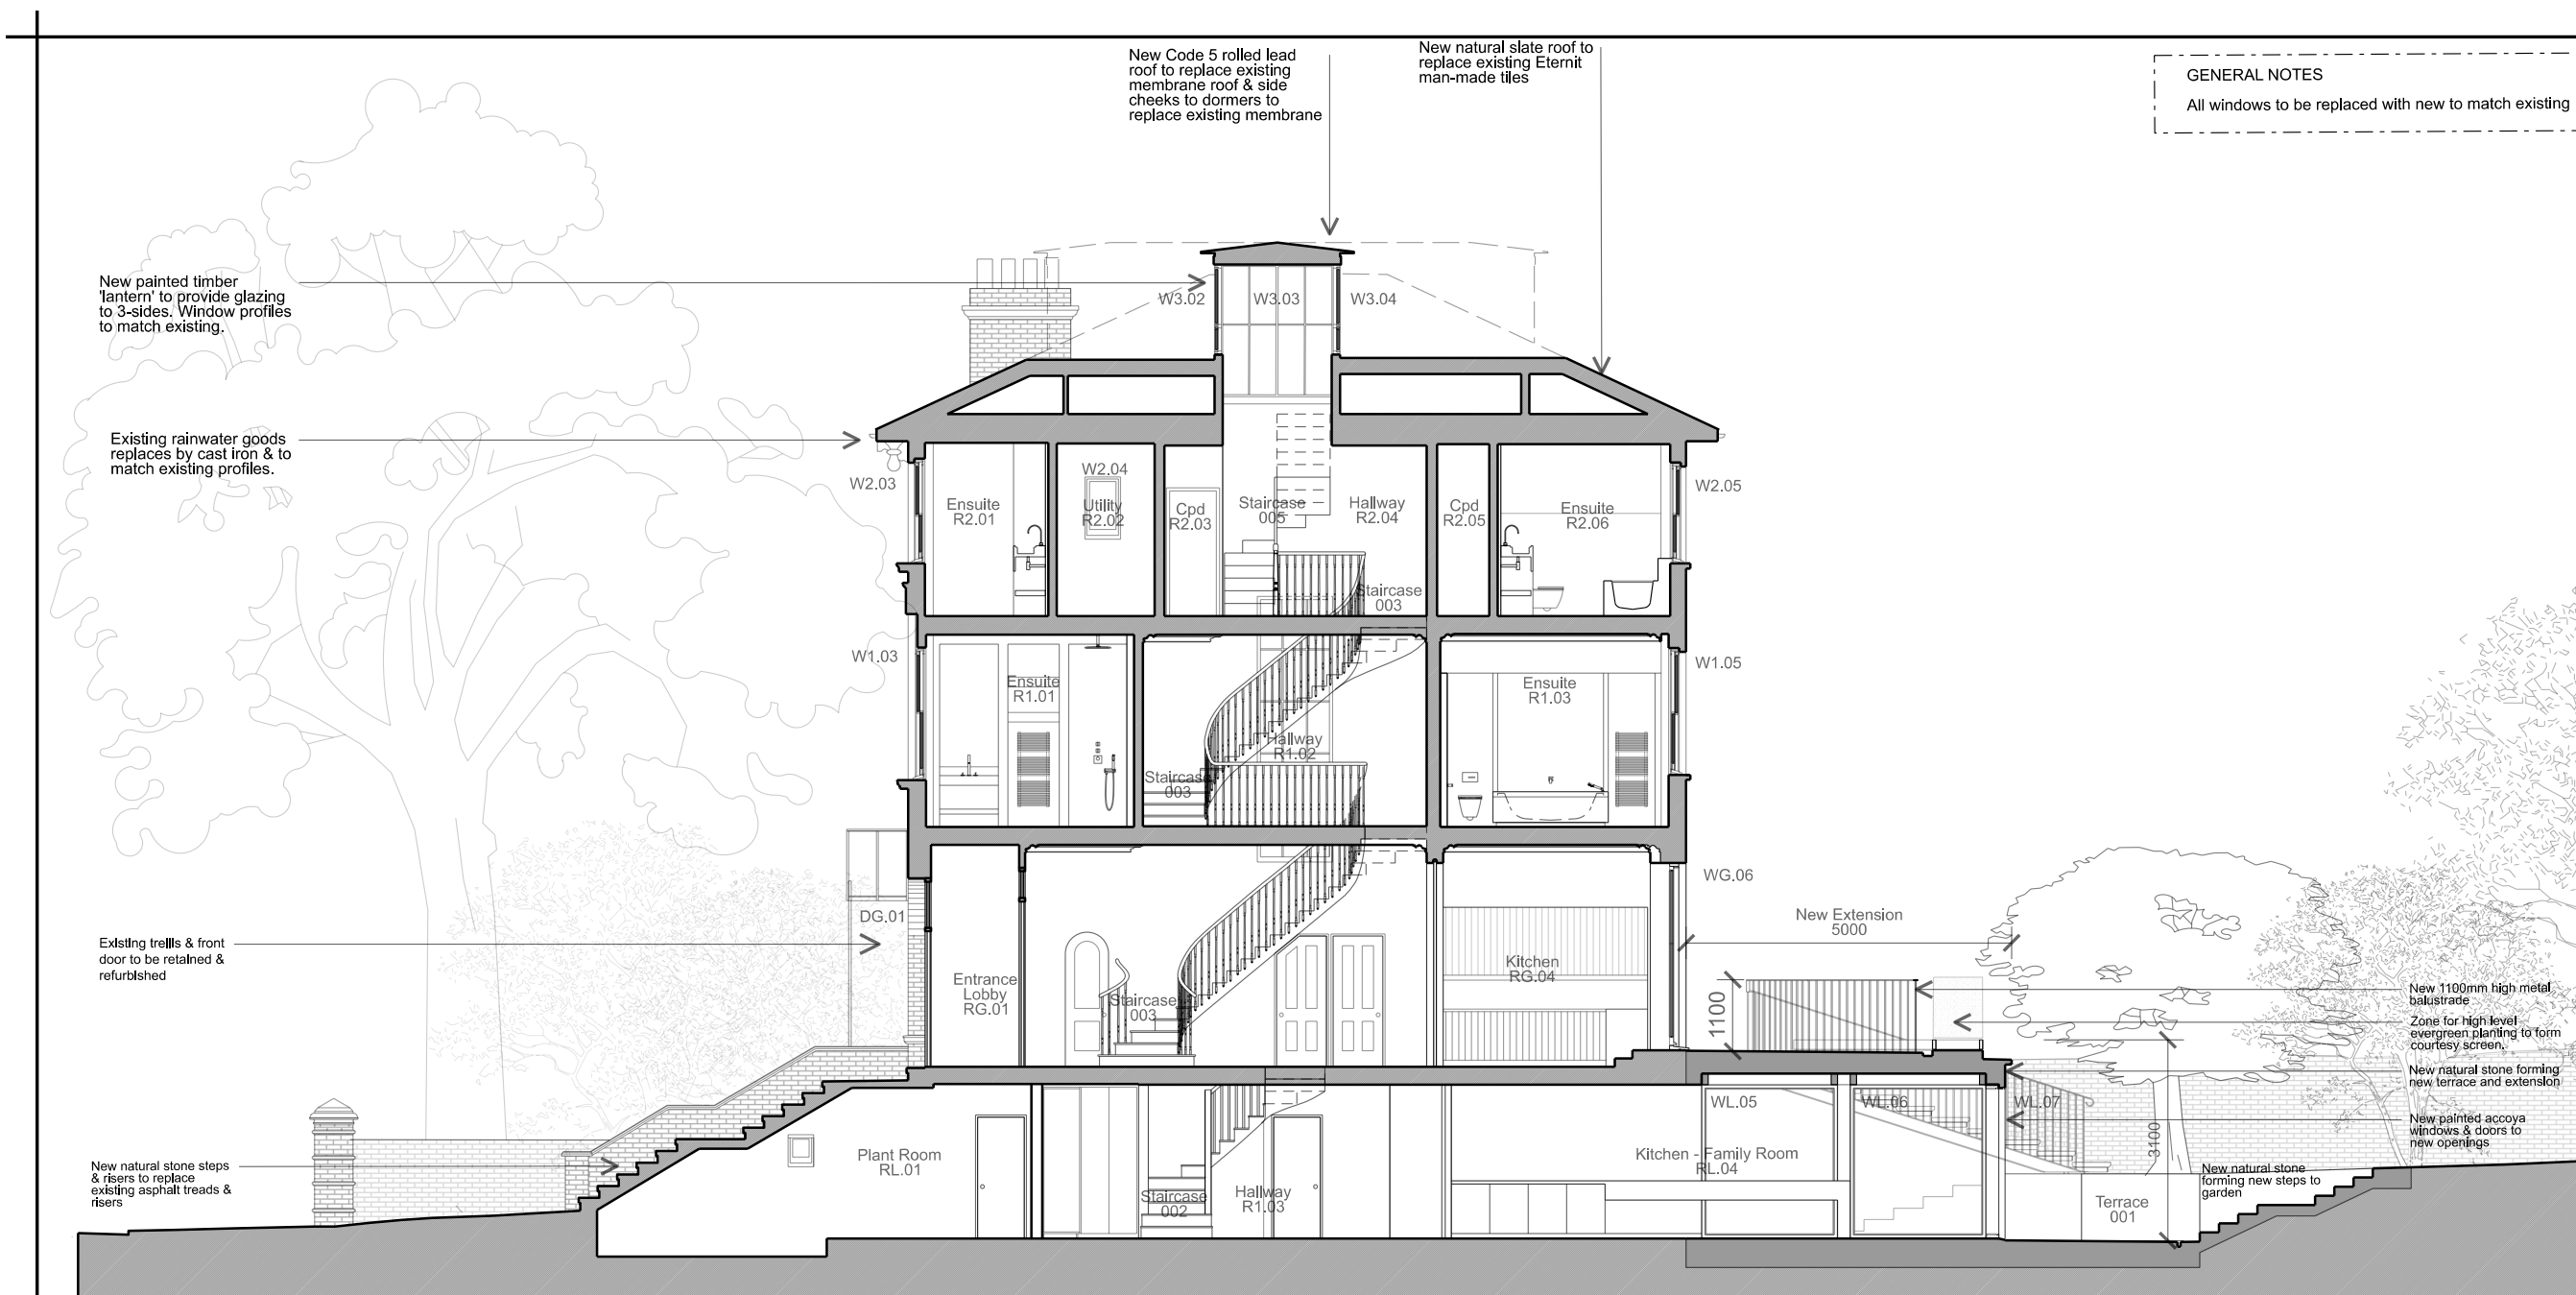 New Code 5 rolled lead
roof to replace existing
membrane roof & side
cheeks to dormers to
replace existing membrane
New natural slate roof to
replace existing Eternit
man-made tiles
GENERAL NOTES
All windows to be replaced with new to match existing
New painted timber
'lantern' to provide glazing
to 3-sides. Window profiles
to match existing.
W3.02
W3.03
W3.04
Existing rainwater goods
replaces by cast iron & to
match existing profiles.
W2.03
Ensuite
R2.01
W2.04
Utility
R2.02
Cpd
R2.03
Staircase
005
Hallway
R2.04
Cpd
R2.05
Ensuite
R2.06
W2.05
Staircase
003
W1.03
Ensuite
R1.01
Hallway
R1.02
Staircase
003
Ensuite
R1.03
W1.05
WG.06
DG.01
Existing trellis & front
door to be retained &
refurbished
Entrance
Lobby
RG.01
Staircase
003
Kitchen
RG.04
New Extension
5000
1100
New 1100mm high metal
balustrade
Zone for high level
evergreen planting to form
courtesy screen.
New natural stone forming
new terrace and extension
WL.05
WL.06
WL.07
New painted accoya
windows & doors to
new openings
3100
New natural stone steps
& risers to replace
existing asphalt treads &
risers
Plant Room
RL.01
Staircase
002
Hallway
R1.03
Kitchen - Family Room
RL.04
Terrace
001
New natural stone
forming new steps to
garden